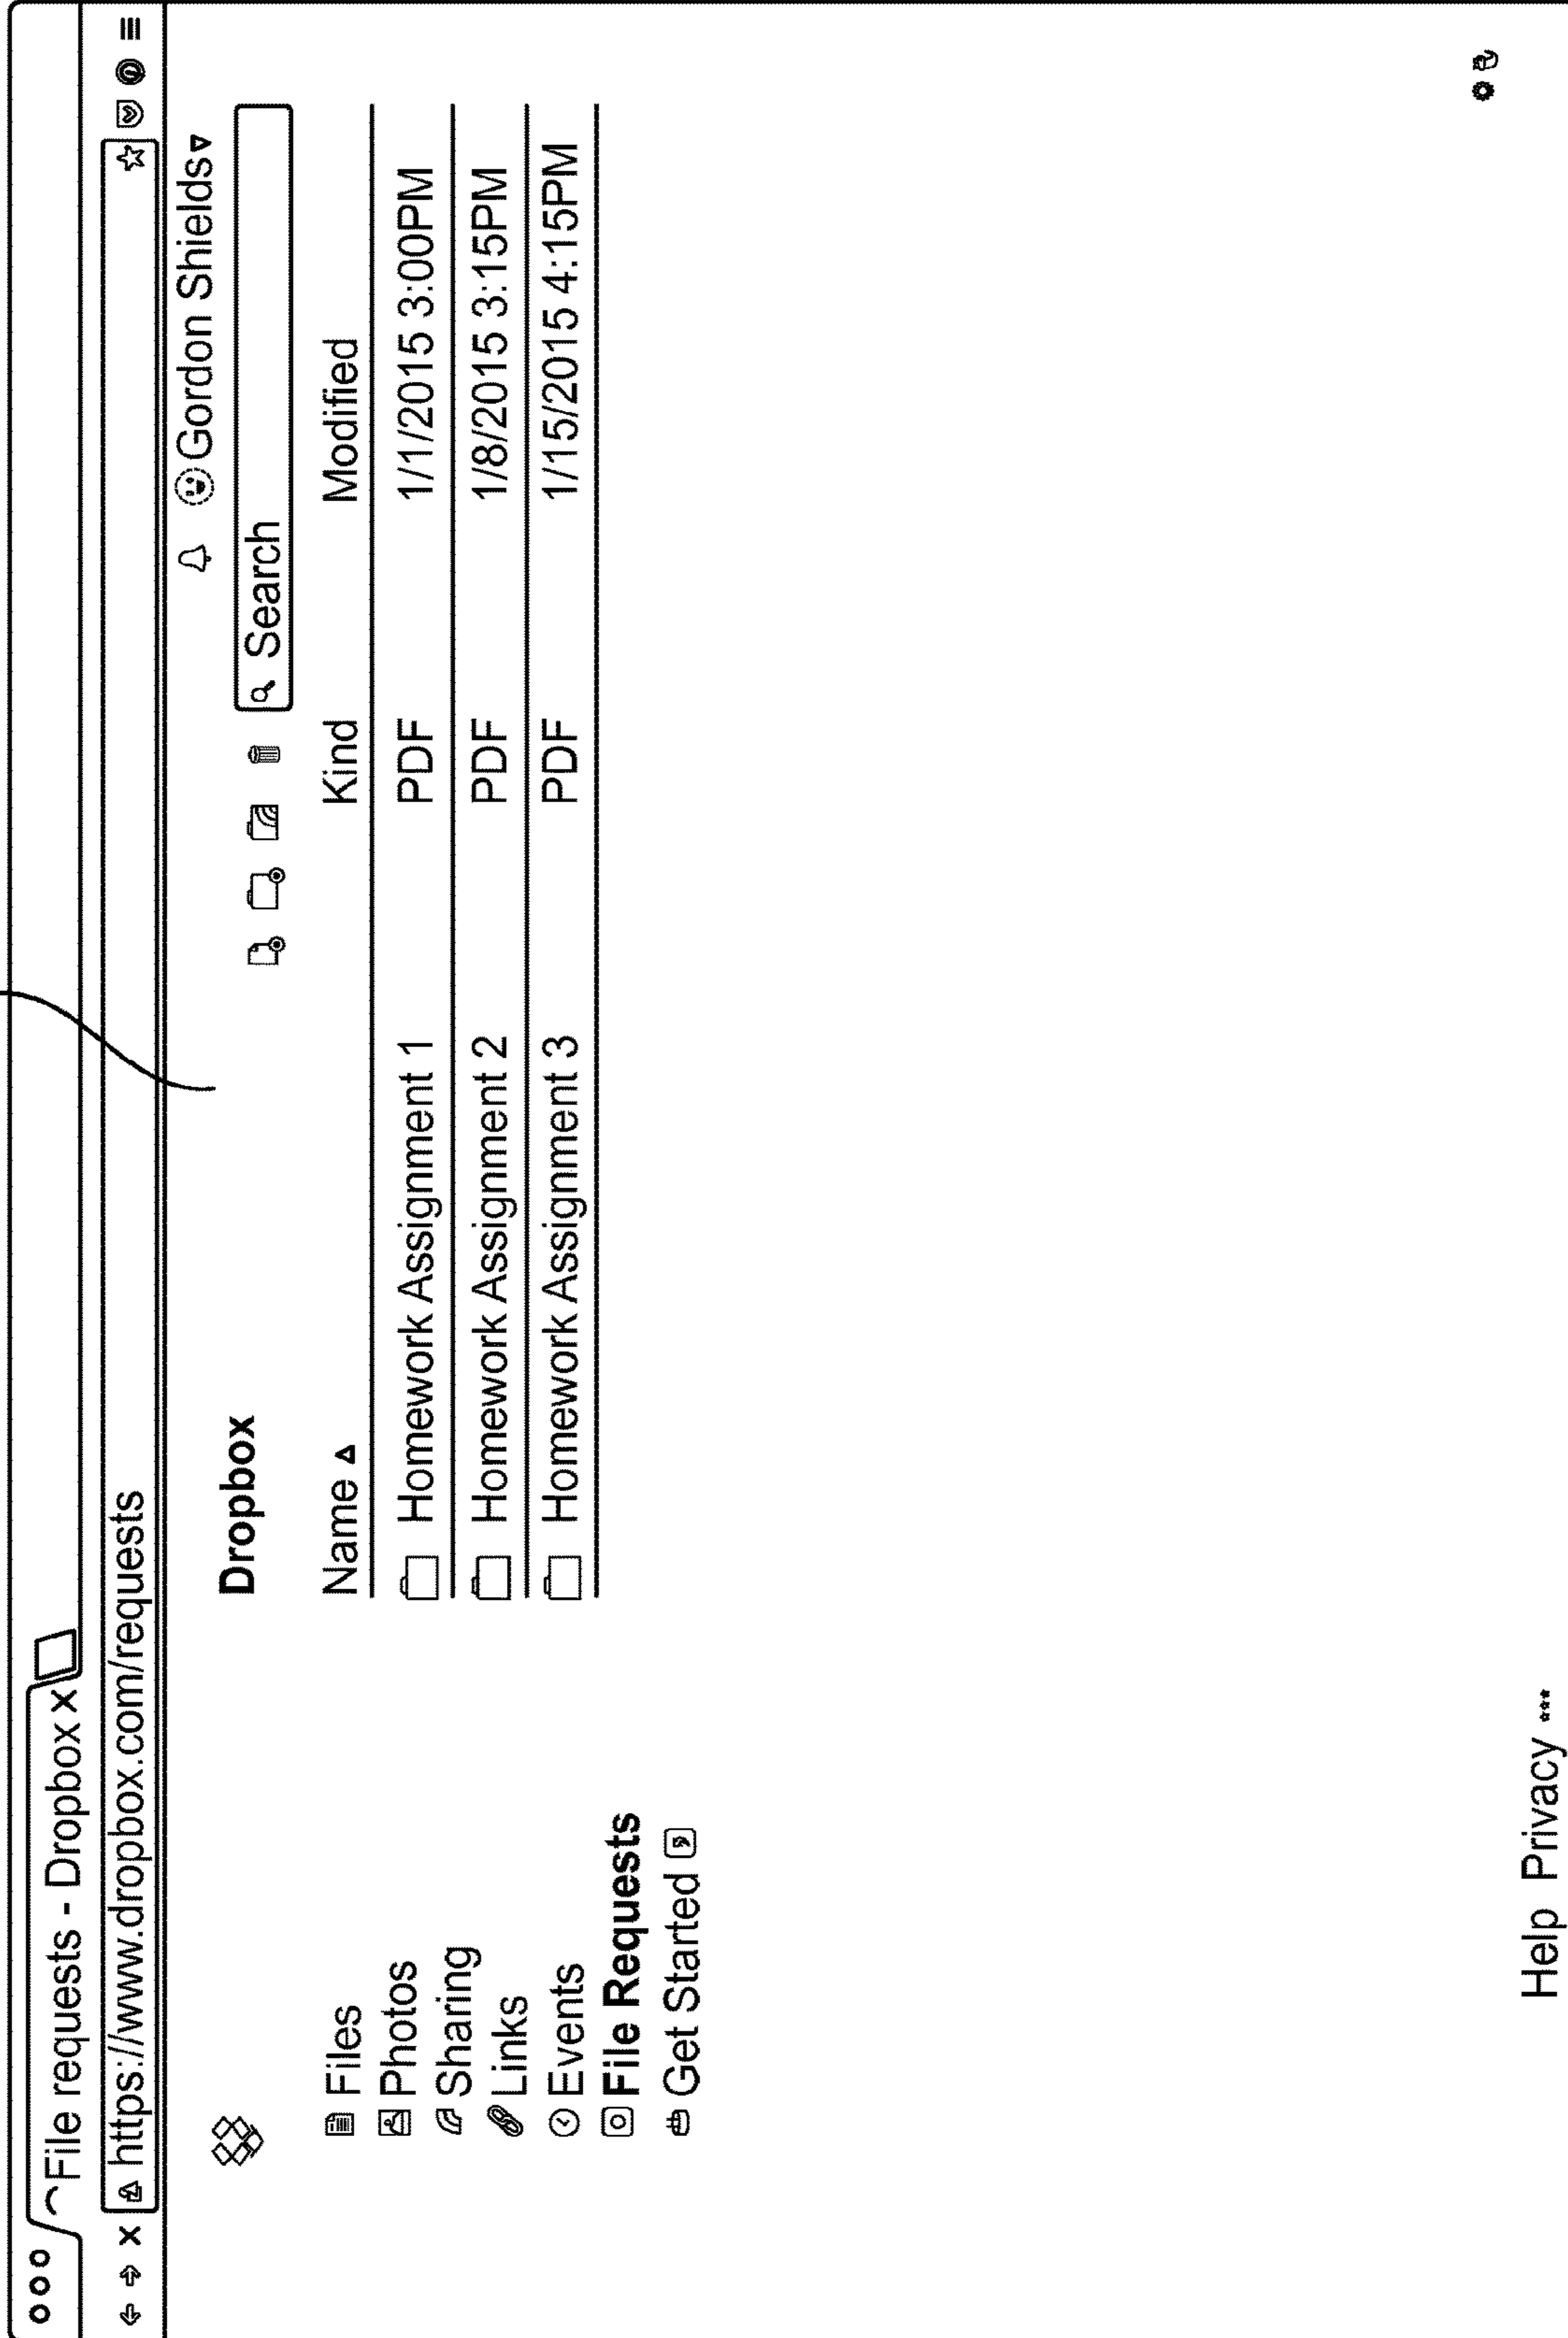 File requests - Dropbox X
https://www.dropbox.com/requests
Gordon Shields
Dropbox
Search
Name Kind Modified
Homework Assignment 1 PDF 1/1/2015 3:00PM
Homework Assignment 2 PDF 1/8/2015 3:15PM
Homework Assignment 3 PDF 1/15/2015 4:15PM
Files
Photos
Sharing
Links
Events
File Requests
Get Started
Help Privacy